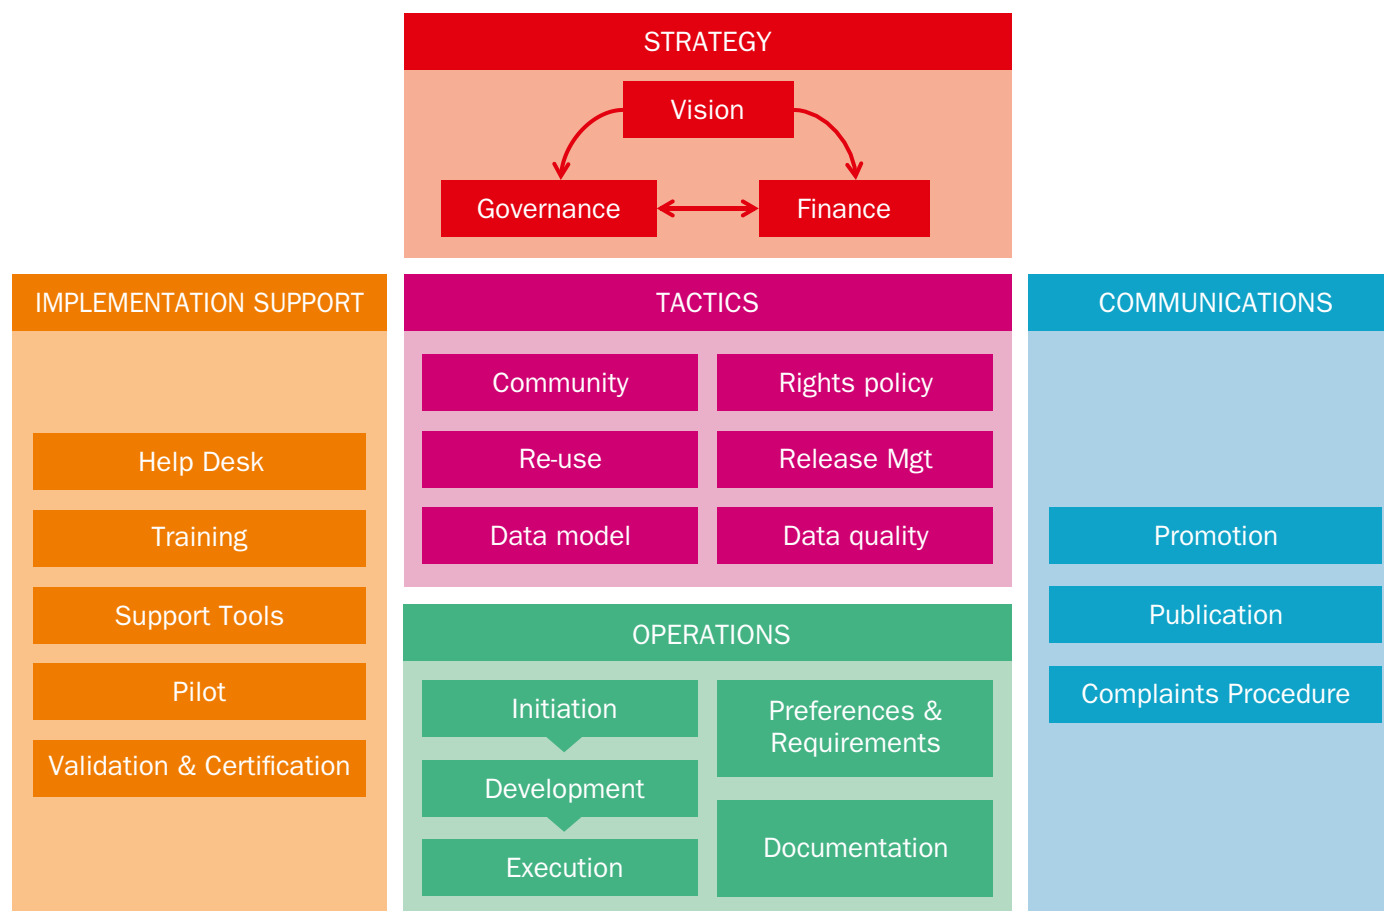 STRATEGY
Vision
Governance
Finance
IMPLEMENTATION SUPPORT
Help Desk
Training
Support Tools
Pilot
Validation & Certification
TACTICS
Community
Rights policy
Re-use
Release Mgt
Data model
Data quality
OPERATIONS
Initiation
Development
Execution
Preferences &
Requirements
Documentation
COMMUNICATIONS
Promotion
Publication
Complaints Procedure